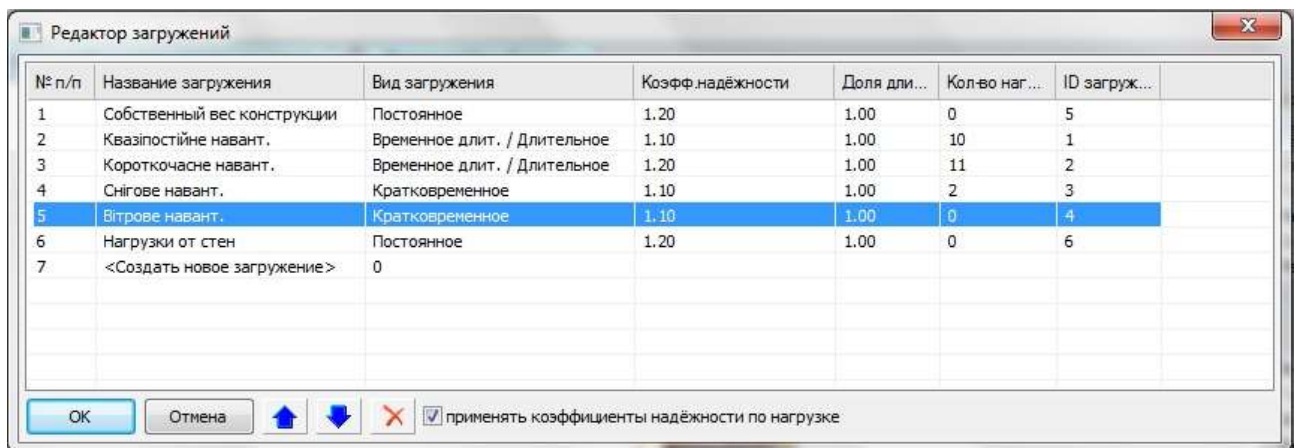 Редактор загружений
№ п/п Название загружения Вид загружения Коэфф.надёжности Доля дли... Кол-во наг... ID загруж...
1 Собственный вес конструкции Постоянное 1.20 1.00 0 5
2 Квазіпостійне навант. Временное длит. / Длительное 1.10 1.00 10 1
3 Короткочасне навант. Временное длит. / Длительное 1.20 1.00 11 2
4 Снігове навант. Кратковременное 1.10 1.00 2 3
5 Вітрове навант. Кратковременное 1.10 1.00 0 4
6 Нагрузки от стен Постоянное 1.20 1.00 0 6
7 <Создать новое загружение> 0
OK Отмена применять коэффициенты надёжности по нагрузке